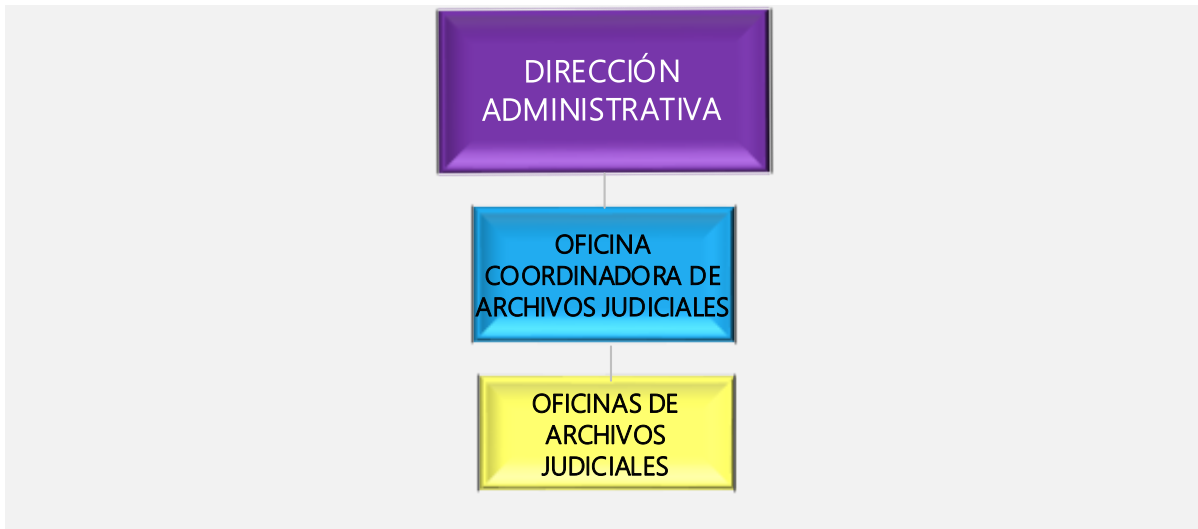 DIRECCIÓN
ADMINISTRATIVA
OFICINA
COORDINADORA DE
ARCHIVOS JUDICIALES
OFICINAS DE
ARCHIVOS
JUDICIALES